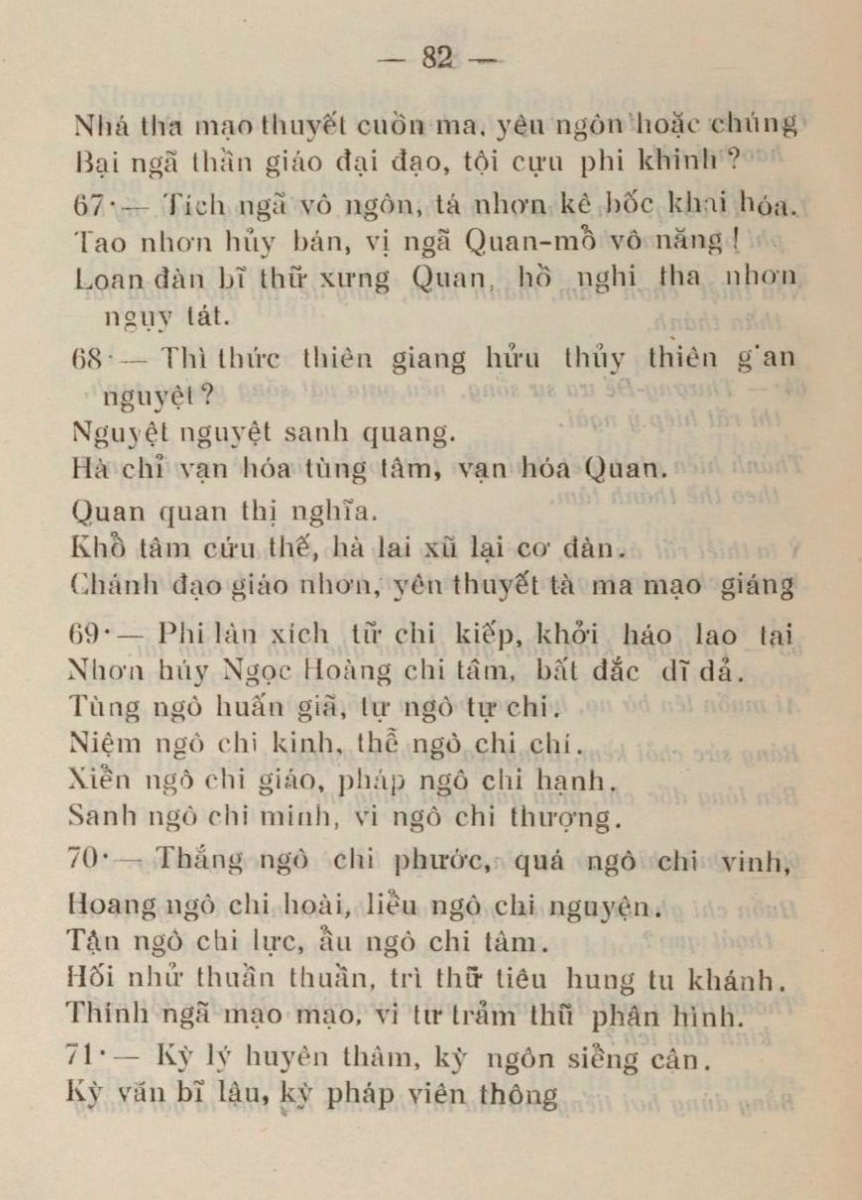 — 82 —
Nhá tha mạo thuyết cuồn ma, yêu ngôn hoặc chúng
Bại ngã thần giáo đại đạo, tội cựu phi khinh ?
67·— Tích ngã vô ngôn, tá nhơn kê bốc khai hóa.
Tao nhơn hủy bán, vị ngã Quan-mỗ vô năng !
Loan đàn bĩ thữ xưng Quan, hồ nghi tha nhơn
ngụy tát.
68·— Thì thức thiên giang hửu thủy thiên g'an
nguyệt ?
Nguyệt nguyệt sanh quang.
Hà chỉ vạn hóa tùng tâm, vạn hóa Quan.
Quan quan thị nghĩa.
Khổ tâm cứu thế, hà lai xũ lại cơ đàn.
Chánh đạo giáo nhơn, yên thuyết tà ma mạo giáng
69·— Phi làn xích tữ chi kiếp, khởi háo lao tai
Nhơn húy Ngọc Hoàng chi tâm, bất đắc dĩ dả.
Tùng ngô huấn giã, tự ngô tự chi.
Niệm ngô chi kinh, thễ ngô chi chí.
Xiền ngô chi giáo, pháp ngô chi hạnh.
Sanh ngô chi minh, vi ngô chi thượng.
70·— Thắng ngô chi phước, quá ngô chi vinh,
Hoang ngô chi hoài, liều ngô chi nguyện.
Tận ngô chi lực, ẩu ngô chi tâm.
Hối nhử thuần thuần, trì thữ tiêu hung tu khánh.
Thính ngã mạo mạo, vi tư trảm thũ phân hình.
71·— Kỳ lý huyên thâm, kỳ ngôn siềng cân.
Kỳ văn bĩ lậu, kỳ pháp viên thông